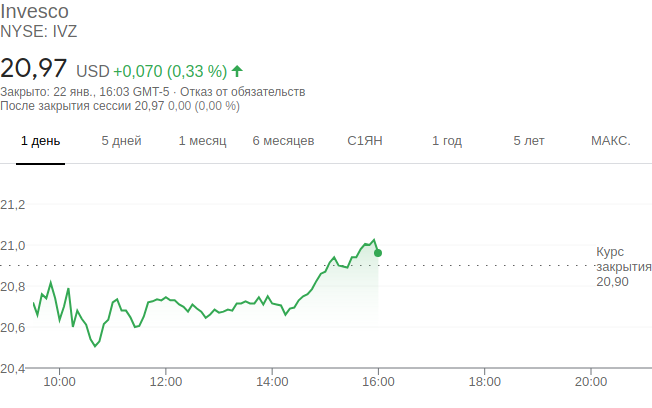 Invesco
NYSE: IVZ
20,97 USD +0,070 (0,33 %)
Закрыто: 22 янв., 16:03 GMT-5 · Отказ от обязательств
После закрытия сессии 20,97 0,00 (0,00 %)
1 день 5 дней 1 месяц 6 месяцев С1ЯН 1 год 5 лет МАКС.
21,2
21,0
20,8
20,6
20,4
Курс
закрытия
20,90
10:00 12:00 14:00 16:00 18:00 20:00